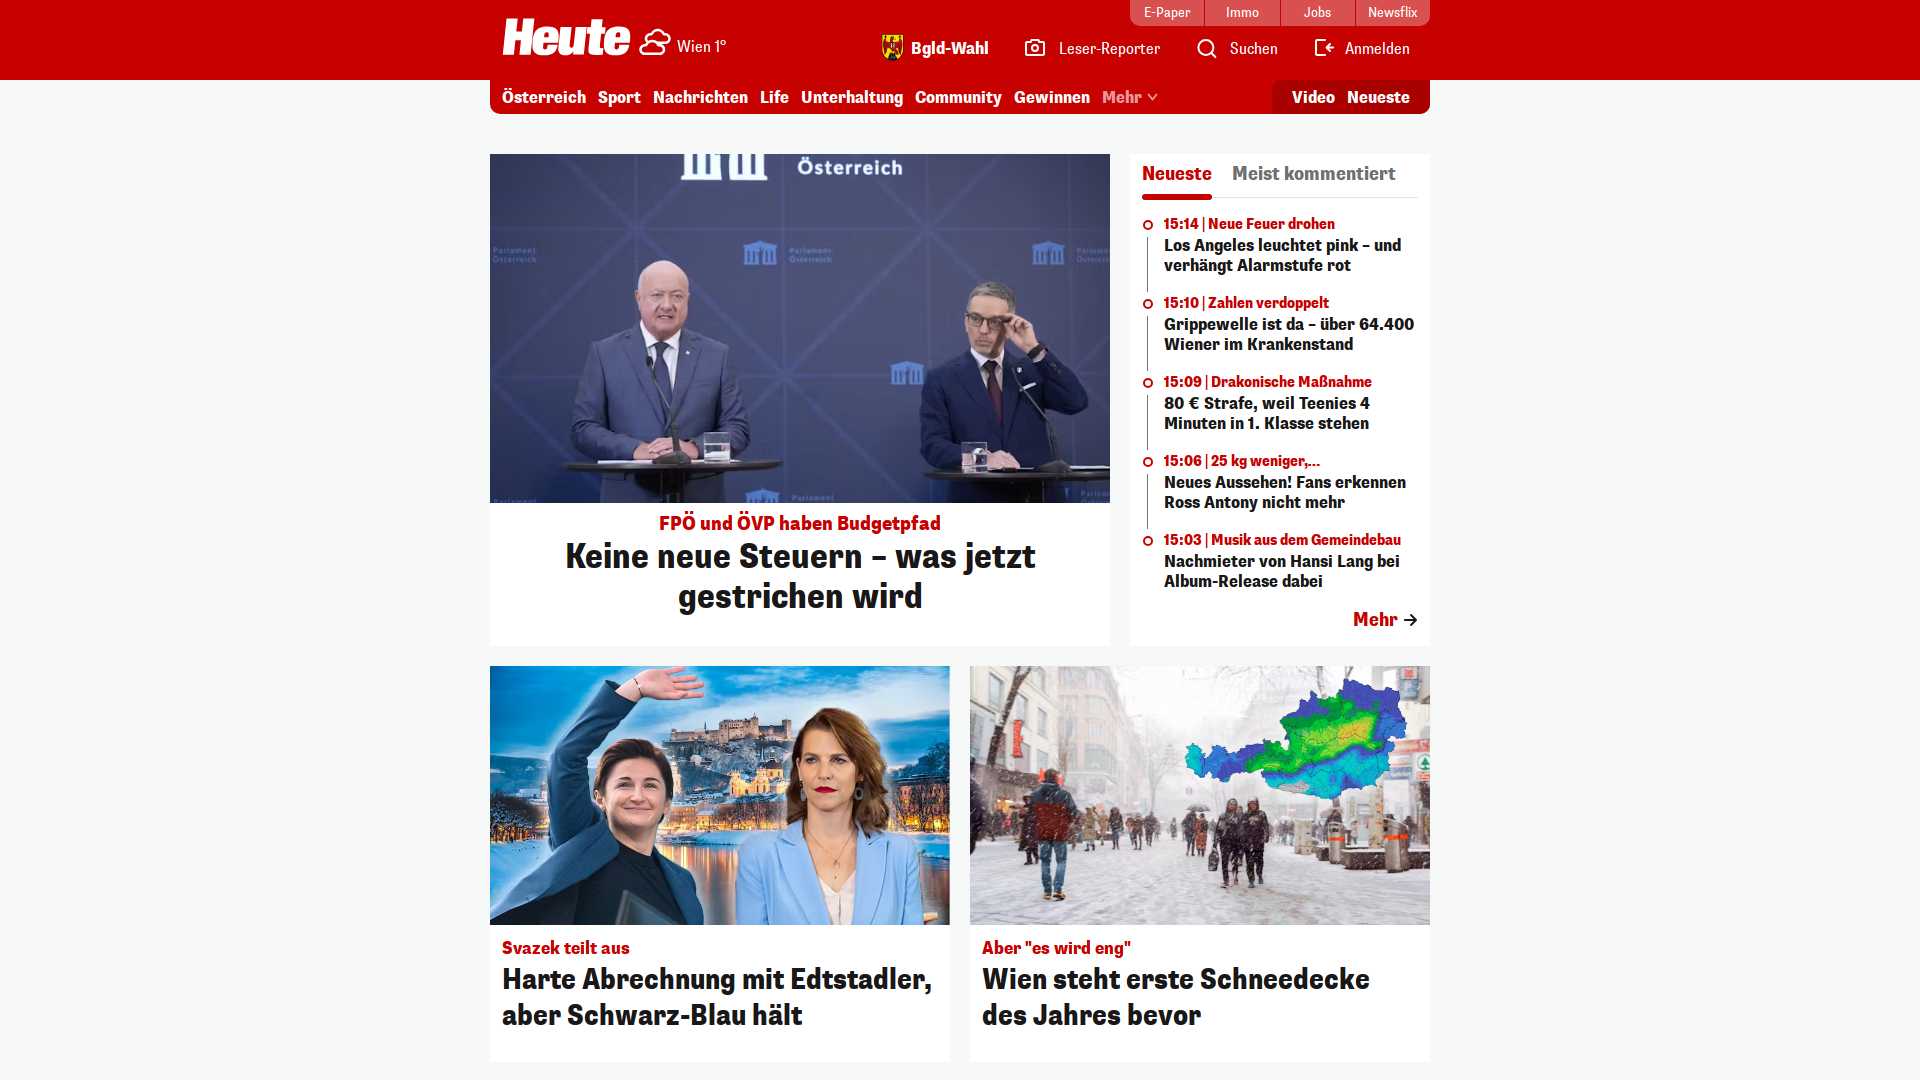 E-Paper
Immo
Jobs
Newsflix
Heute
Wien 1°
Bgld-Wahl
Leser-Reporter
Suchen
Anmelden
Österreich
Sport
Nachrichten
Life
Unterhaltung
Community
Gewinnen
Mehr
Video
Neueste
Österreich
Parlament
Österreich
Parlament
Österreich
Parlament
FPÖ und ÖVP haben Budgetpfad
Keine neue Steuern – was jetzt
gestrichen wird
Neueste
Meist kommentiert
15:14 | Neue Feuer drohen
Los Angeles leuchtet pink – und
verhängt Alarmstufe rot
15:10 | Zahlen verdoppelt
Grippewelle ist da – über 64.400
Wiener im Krankenstand
15:09 | Drakonische Maßnahme
80 € Strafe, weil Teenies 4
Minuten in 1. Klasse stehen
15:06 | 25 kg weniger,...
Neues Aussehen! Fans erkennen
Ross Antony nicht mehr
15:03 | Musik aus dem Gemeindebau
Nachmieter von Hansi Lang bei
Album-Release dabei
Mehr
Svazek teilt aus
Harte Abrechnung mit Edtstadler,
aber Schwarz-Blau hält
Aber "es wird eng"
Wien steht erste Schneedecke
des Jahres bevor